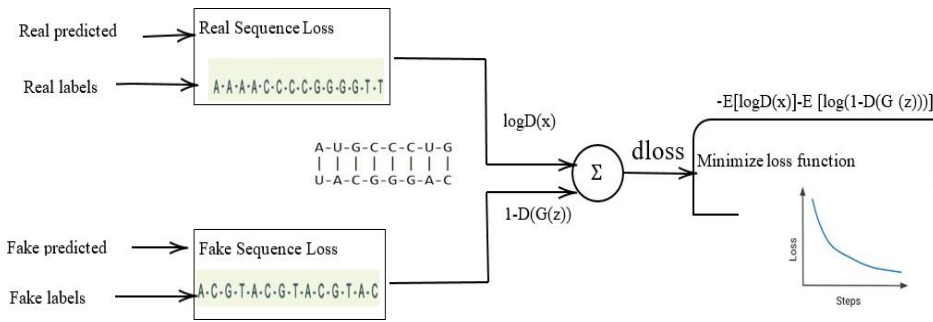 Real predicted
Real labels
Real Sequence Loss
A-A-A-A-C-C-C-C-G-G-G-G-T-T
logD(x)
A-U-G-C-C-C-U-G
U-A-C-G-G-G-A-C
Fake predicted
Fake labels
Fake Sequence Loss
A-C-G-T-A-C-G-T-A-C-G-T-A-C
1-D(G(z))
Σ
dloss
-E[logD(x)]-E [log(1-D(G (z)))]
Minimize loss function
Loss
Steps